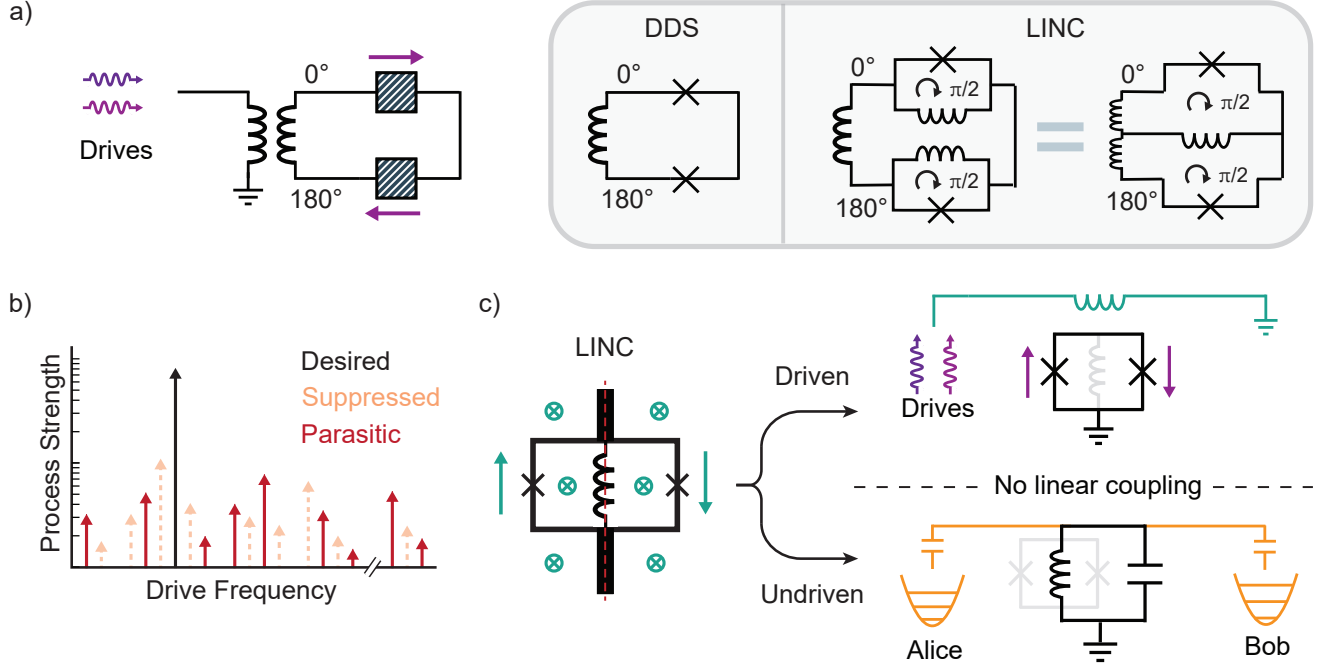 a)
Drives
0°
180°
DDS
0°
180°
LINC
0°
π/2
π/2
180°
0°
π/2
π/2
180°
b)
Process Strength
Desired
Suppressed
Parasitic
Drive Frequency
c)
LINC
Driven
Undriven
Drives
No linear coupling
Alice
Bob